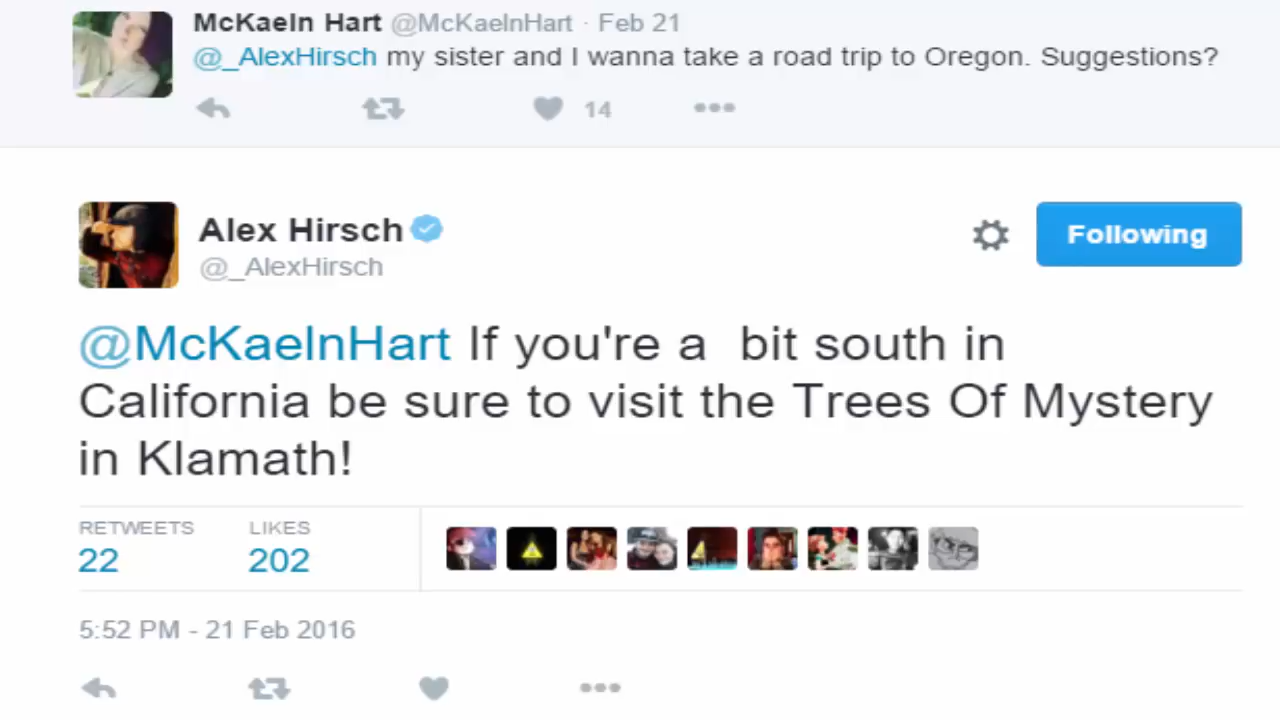 McKaeln Hart @McKaelnHart · Feb 21
@_AlexHirsch my sister and I wanna take a road trip to Oregon. Suggestions?
14
Alex Hirsch
@_AlexHirsch
Following
@McKaelnHart If you're a  bit south in
California be sure to visit the Trees Of Mystery
in Klamath!
RETWEETS LIKES
22 202
5:52 PM - 21 Feb 2016